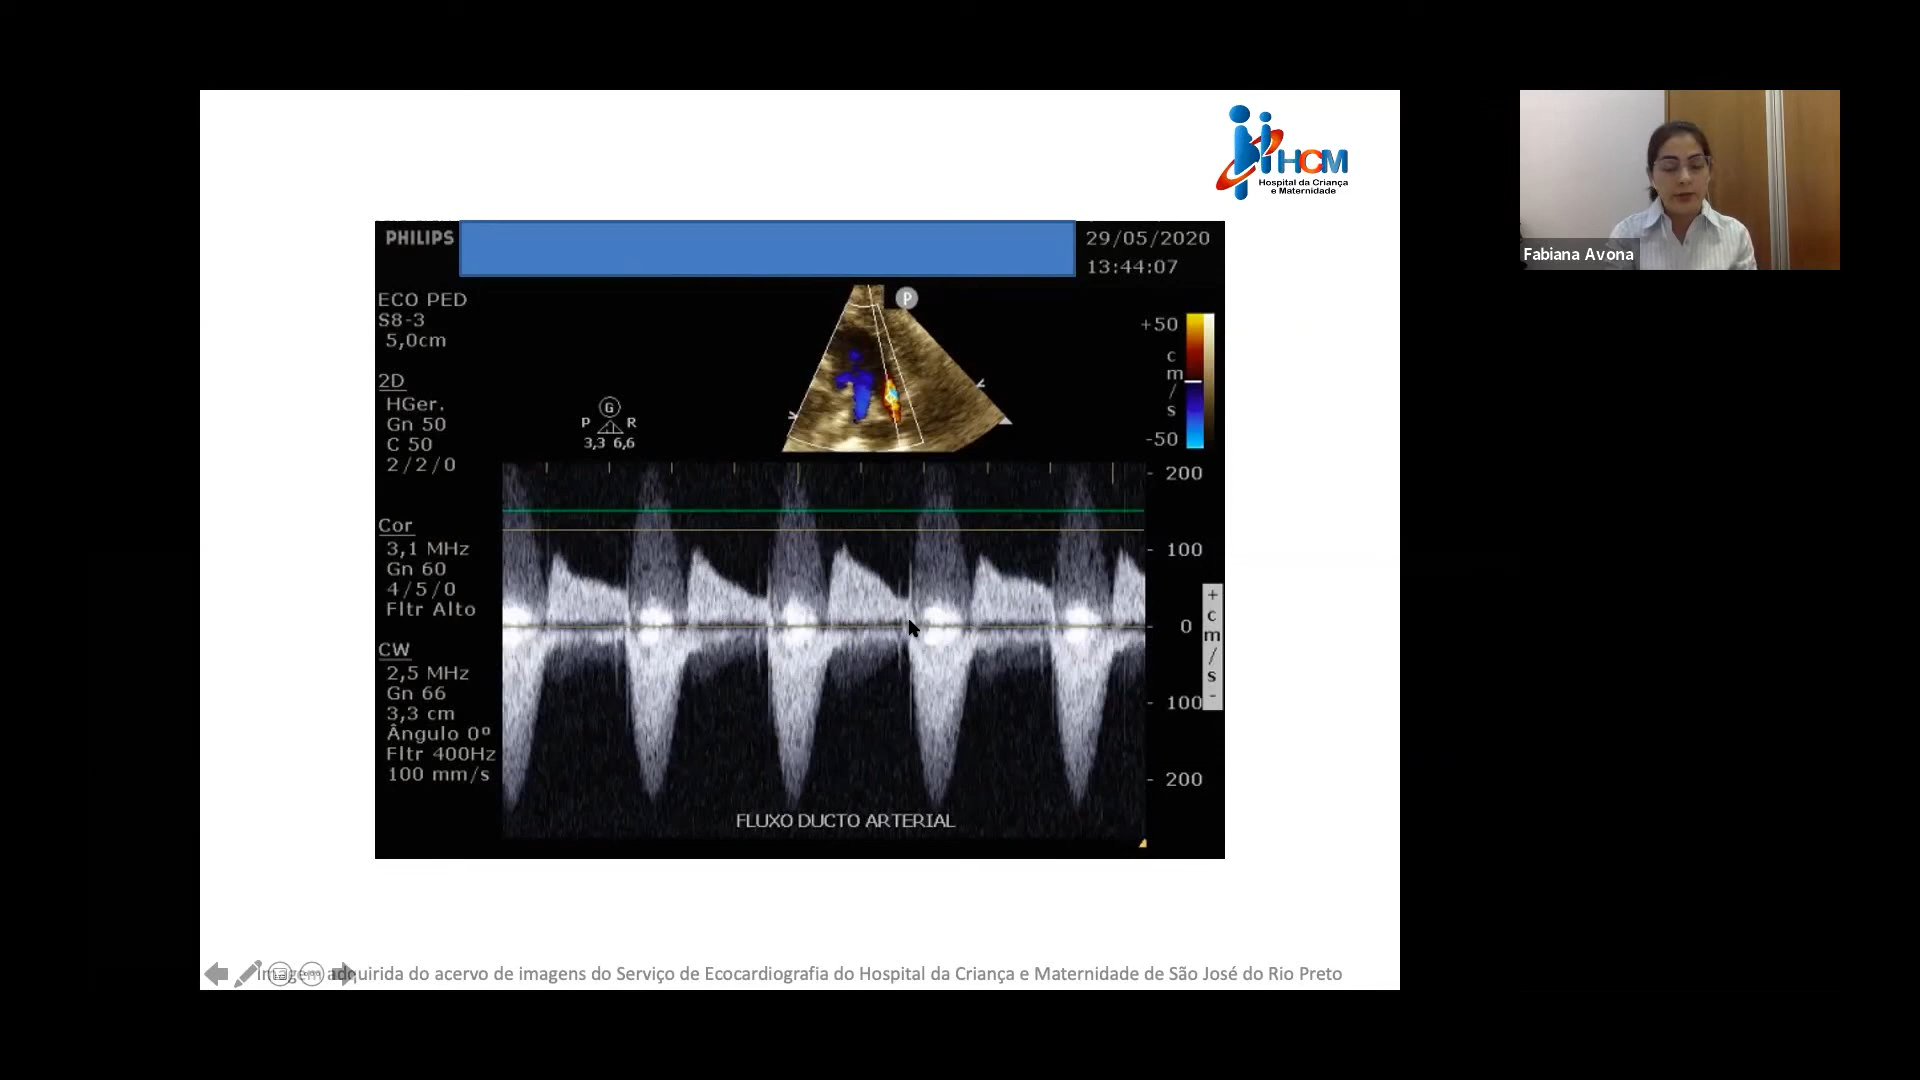 HCM
Hospital da Criança
e Maternidade
Fabiana Avona
PHILIPS
29/05/2020
13:44:07
ECO PED
S8-3
5,0cm
2D
HGer.
Gn 50
C 50
2/2/0
Cor
3,1 MHz
Gn 60
4/5/0
Fltr Alto
CW
2,5 MHz
Gn 66
3,3 cm
Ângulo 0º
Fltr 400Hz
100 mm/s
P
G
P R
3,3 6,6
+50
c
m
/
s
-50
- 200
- 100
- 0
- 100
- 200
+
c
m
/
s
-
FLUXO DUCTO ARTERIAL
Imagem adquirida do acervo de imagens do Serviço de Ecocardiografia do Hospital da Criança e Maternidade de São José do Rio Preto